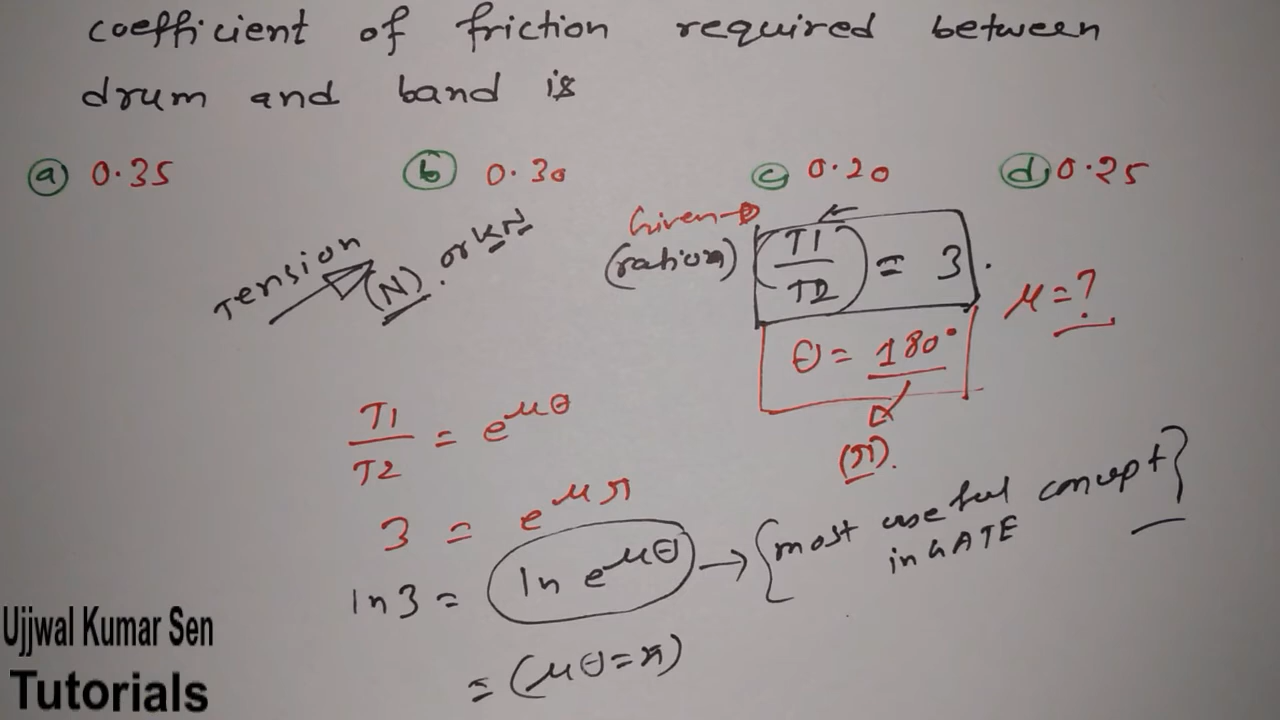 coefficient of friction required between
drum and band is
(a) 0.35 (b) 0.30 (c) 0.20 (d) 0.25
Tension (N). or KN
Given →
(ration) (T1/T2) = 3.
μ = ?
θ = 180°
(π).
T1/T2 = e^μθ
3 = e^μπ
ln 3 = ln e^μθ → {most useful concept}
in GATE
= (μθ = π)
Ujjwal Kumar Sen
Tutorials